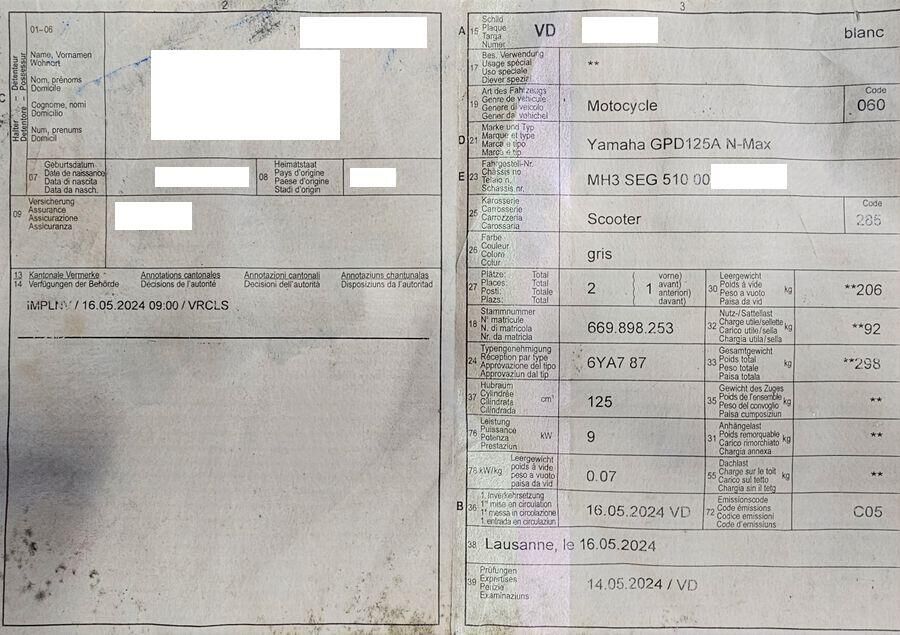 2
01-06
Name, Vornamen
Wohnort
Nom, prénoms
Domicile
Cognome, nomi
Domicilio
Num, prenums
Domicil
Halter – Détenteur
Detentore – Possessur
07
Geburtsdatum
Date de naissance
Data di nascita
Data da nasch.
08
Heimatstaat
Pays d'origine
Paese d'origine
Stadi d'origin
09
Versicherung
Assurance
Assicurazione
Assicuranza
13 Kantonale Vermerke
14 Verfügungen der Behörde
Annotations cantonales
Décisions de l'autorité
Annotazioni cantonali
Decisioni dell'autorità
Annotaziuns chantunalas
Disposiziuns da l'autoritad
/ 16.05.2024 09:00 / VRCLS
3
A 15
Schild
Plaque
Targa
Numer
VD
blanc
17
Bes. Verwendung
Usage spécial
Uso speciale
Diever spezial
**
19
Art des Fahrzeugs
Genre de véhicule
Genere di veicolo
Gener dal vehichel
Motocycle
Code
060
D 21
Marke und Typ
Marque et type
Marca e tipo
Marca e tip
Yamaha GPD125A N-Max
E 23
Fahrgestell-Nr.
Châssis no
Telaio n.
Schassis nr.
MH3 SEG 510 00
25
Karosserie
Carrosserie
Carrozzeria
Carossaria
Scooter
Code
285
26
Farbe
Couleur
Colore
Colur
gris
27
Plätze: Total
Places: Total
Posti: Totale
Plazs: Total
2
1
vorne)
avant)
anteriori)
davant)
30
Leergewicht
Poids à vide
Peso a vuoto
Paisa da vid
kg
**206
18
Stammnummer
N° matricule
N. di matricola
Nr. da matricla
669.898.253
32
Nutz-/Sattellast
Charge utile/sellette
Carico utile/sella
Chargia utila/sella
kg
**92
24
Typengenehmigung
Réception par type
Approvazione del tipo
Approvaziun dal tip
6YA7 87
33
Gesamtgewicht
Poids total
Peso totale
Paisa totala
kg
**298
37
Hubraum
Cylindrée
Cilindrata
Cilindrada
cm³
125
35
Gewicht des Zuges
Poids de l'ensemble
Peso del convoglio
Paisa cumposiziun
kg
**
76
Leistung
Puissance
Potenza
Prestaziun
kW
9
31
Anhängelast
Poids remorquable
Carico rimorchiato
Chargia annexa
kg
**
78 kW/kg
Leergewicht
poids à vide
peso a vuoto
paisa da vid
0.07
55
Dachlast
Charge sur le toit
Carico sul tetto
Chargia sin il tetg
kg
**
B 36
1. Inverkehrsetzung
1re mise en circulation
1a messa in circolazione
1. entrada en circulaziun
16.05.2024 VD
72
Emissionscode
Code émissions
Codice emissioni
Code d'emissiuns
C05
38
Lausanne, le 16.05.2024
39
Prüfungen
Expertises
Perizie
Examinaziuns
14.05.2024 / VD